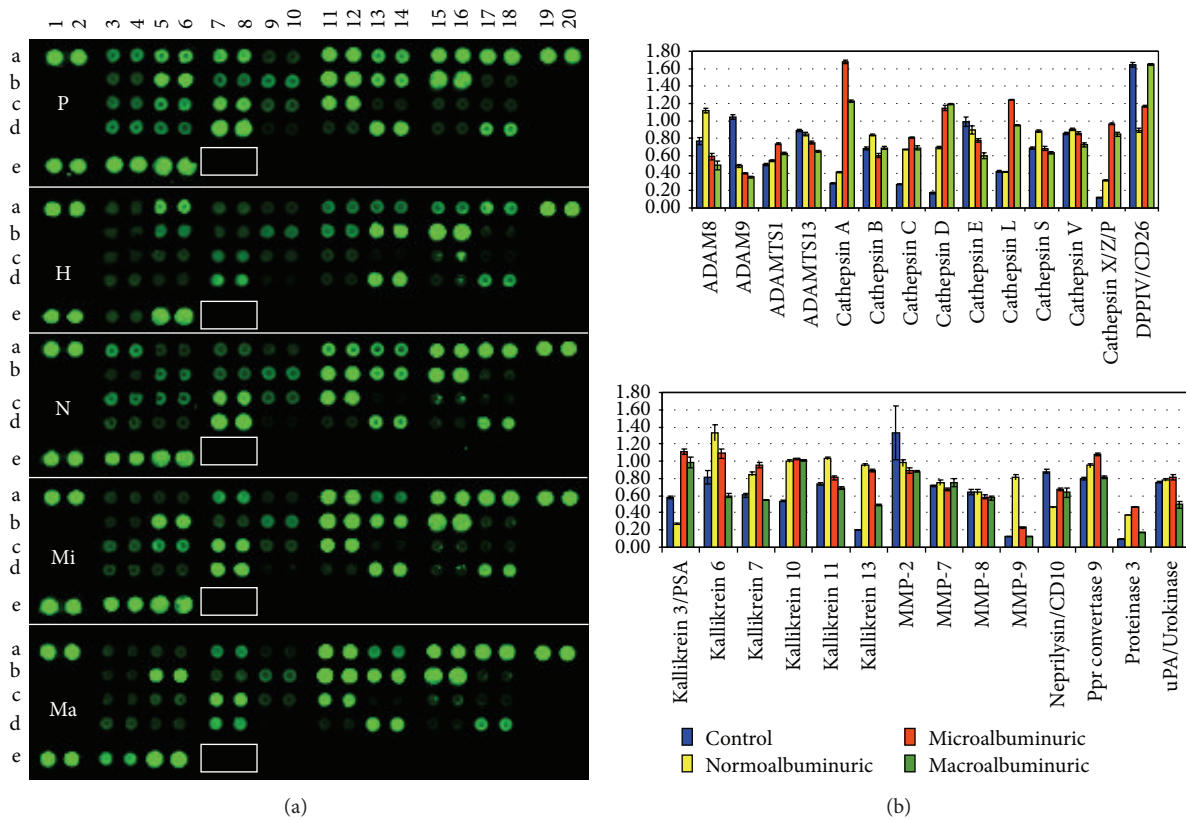 1 2 3 4 5 6 7 8 9 10 11 12 13 14 15 16 17 18 19 20
a
b
P
c
d
e
a
b
H
c
d
e
a
b
N
c
d
e
a
b
Mi
c
d
e
a
b
Ma
c
d
e
(a)
1.80
1.60
1.40
1.20
1.00
0.80
0.60
0.40
0.20
0.00
ADAM8
ADAM9
ADAMTS1
ADAMTS13
Cathepsin A
Cathepsin B
Cathepsin C
Cathepsin D
Cathepsin E
Cathepsin L
Cathepsin S
Cathepsin V
Cathepsin X/Z/P
DPPIV/CD26
1.80
1.60
1.40
1.20
1.00
0.80
0.60
0.40
0.20
0.00
Kallikrein 3/PSA
Kallikrein 6
Kallikrein 7
Kallikrein 10
Kallikrein 11
Kallikrein 13
MMP-2
MMP-7
MMP-8
MMP-9
Neprilysin/CD10
Ppr convertase 9
Proteinase 3
uPA/Urokinase
Control
Normoalbuminuric
Microalbuminuric
Macroalbuminuric
(b)